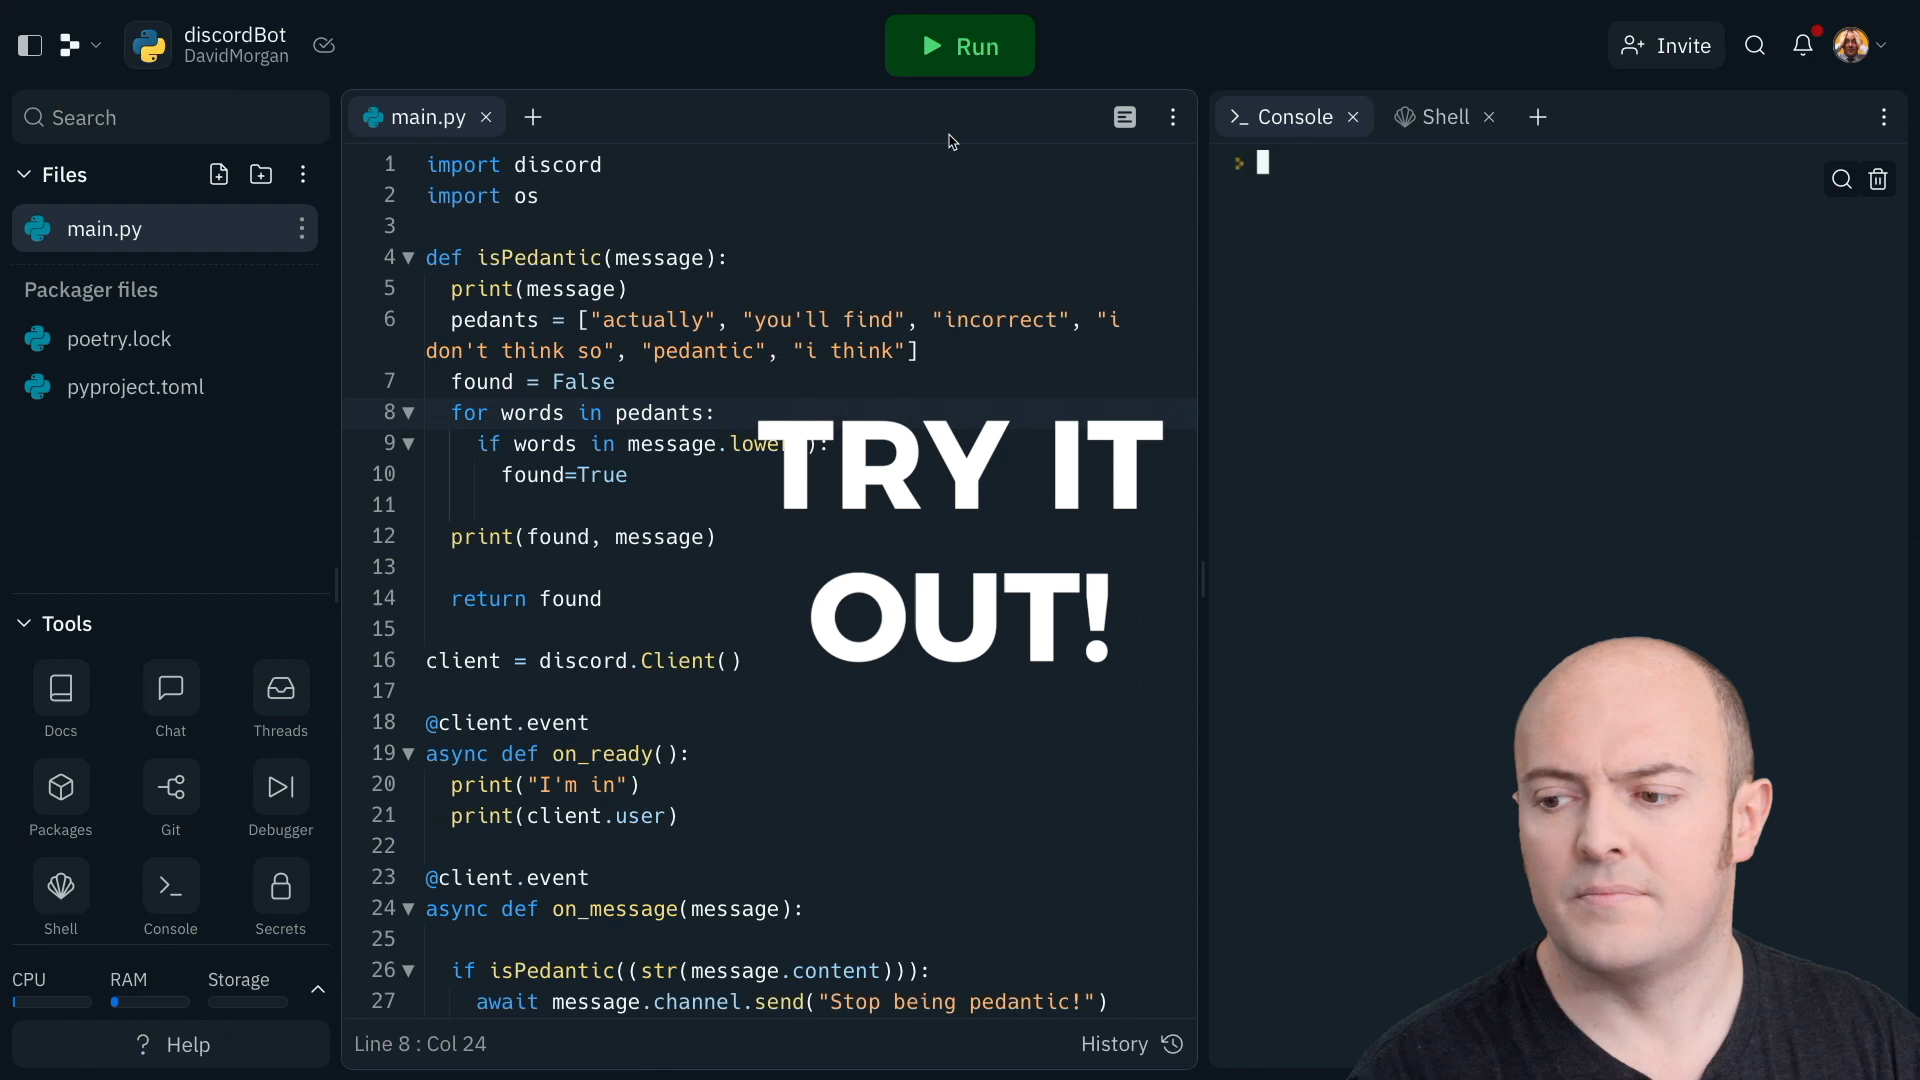 discordBot
DavidMorgan
Run
Invite
Search
Files
main.py
Packager files
poetry.lock
pyproject.toml
Tools
Docs
Chat
Threads
Packages
Git
Debugger
Shell
Console
Secrets
CPU
RAM
Storage
? Help
main.py
1 import discord
2 import os
3
4 def isPedantic(message):
5 print(message)
6 pedants = ["actually", "you'll find", "incorrect", "i
don't think so", "pedantic", "i think"]
7 found = False
8 for words in pedants:
9 if words in message.lower():
10 found=True
11
12 print(found, message)
13
14 return found
15
16 client = discord.Client()
17
18 @client.event
19 async def on_ready():
20 print("I'm in")
21 print(client.user)
22
23 @client.event
24 async def on_message(message):
25
26 if isPedantic((str(message.content))):
27 await message.channel.send("Stop being pedantic!")
TRY IT
OUT!
Line 8 : Col 24
History
Console
Shell